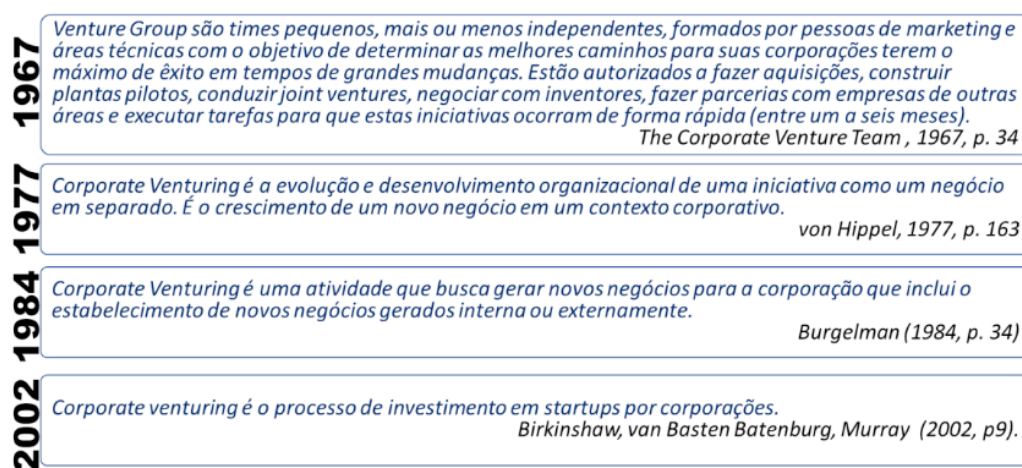 1967
Venture Group são times pequenos, mais ou menos independentes, formados por pessoas de marketing e
áreas técnicas com o objetivo de determinar as melhores caminhos para suas corporações terem o
máximo de êxito em tempos de grandes mudanças. Estão autorizados a fazer aquisições, construir
plantas pilotos, conduzir joint ventures, negociar com inventores, fazer parcerias com empresas de outras
áreas e executar tarefas para que estas iniciativas ocorram de forma rápida (entre um a seis meses).
The Corporate Venture Team , 1967, p. 34
1977
Corporate Venturing é a evolução e desenvolvimento organizacional de uma iniciativa como um negócio
em separado. É o crescimento de um novo negócio em um contexto corporativo.
von Hippel, 1977, p. 163
1984
Corporate Venturing é uma atividade que busca gerar novos negócios para a corporação que inclui o
estabelecimento de novos negócios gerados interna ou externamente.
Burgelman (1984, p. 34)
2002
Corporate venturing é o processo de investimento em startups por corporações.
Birkinshaw, van Basten Batenburg, Murray (2002, p9).